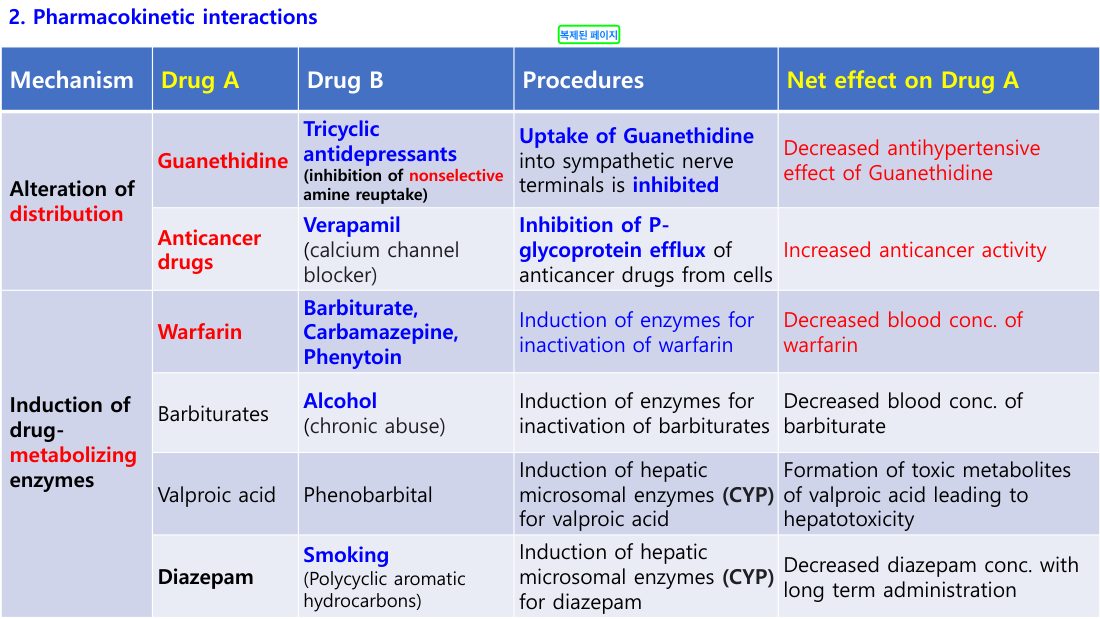 2. Pharmacokinetic interactions
복제된 페이지
Mechanism
Drug A
Drug B
Procedures
Net effect on Drug A
Alteration of
distribution
Guanethidine
Tricyclic
antidepressants
(inhibition of nonselective
amine reuptake)
Uptake of Guanethidine
into sympathetic nerve
terminals is inhibited
Decreased antihypertensive
effect of Guanethidine
Anticancer
drugs
Verapamil
(calcium channel
blocker)
Inhibition of P-
glycoprotein efflux of
anticancer drugs from cells
Increased anticancer activity
Induction of
drug-
metabolizing
enzymes
Warfarin
Barbiturate,
Carbamazepine,
Phenytoin
Induction of enzymes for
inactivation of warfarin
Decreased blood conc. of
warfarin
Barbiturates
Alcohol
(chronic abuse)
Induction of enzymes for
inactivation of barbiturates
Decreased blood conc. of
barbiturate
Valproic acid
Phenobarbital
Induction of hepatic
microsomal enzymes (CYP)
for valproic acid
Formation of toxic metabolites
of valproic acid leading to
hepatotoxicity
Diazepam
Smoking
(Polycyclic aromatic
hydrocarbons)
Induction of hepatic
microsomal enzymes (CYP)
for diazepam
Decreased diazepam conc. with
long term administration